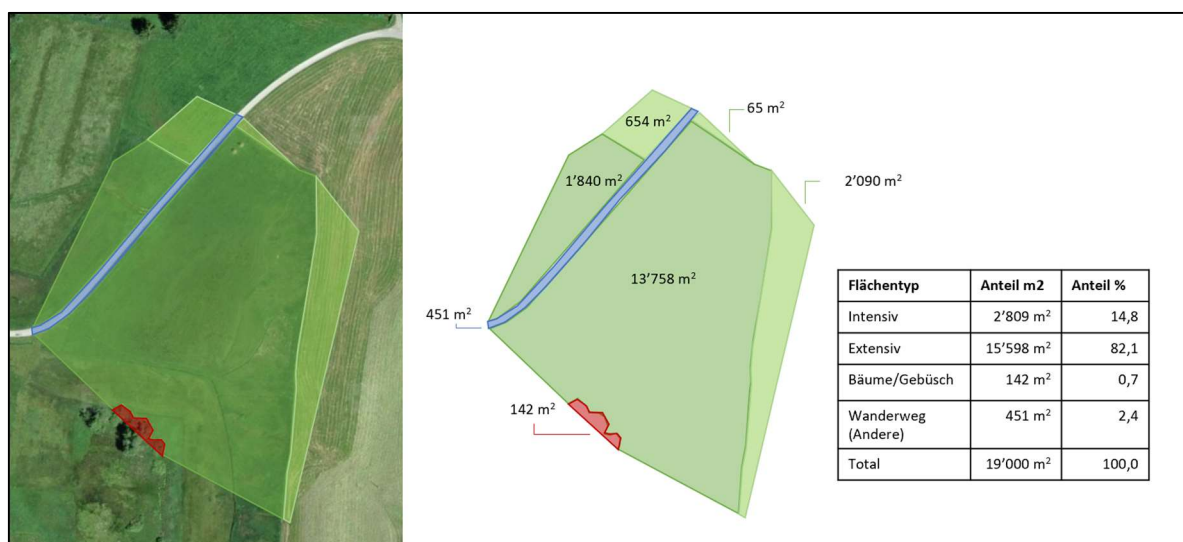 65 m²
654 m²
1'840 m²
2'090 m²
13'758 m²
451 m²
142 m²
Flächentyp Anteil m2 Anteil %
Intensiv 2'809 m² 14,8
Extensiv 15'598 m² 82,1
Bäume/Gebüsch 142 m² 0,7
Wanderweg 451 m² 2,4
(Andere)
Total 19'000 m² 100,0